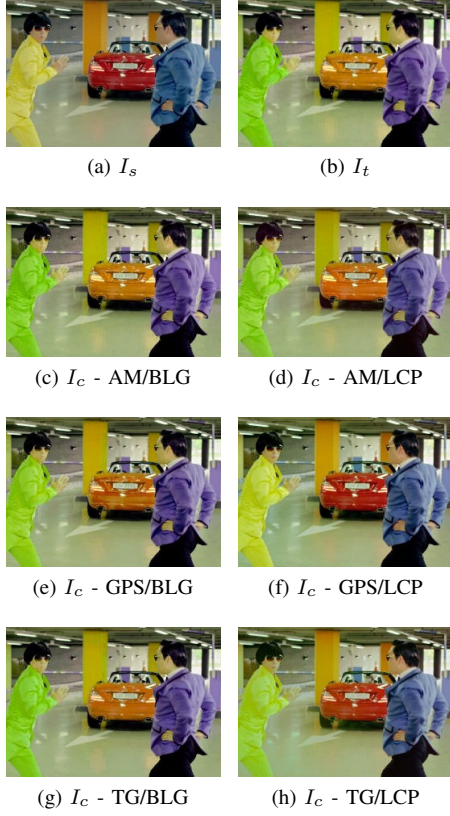 (a) I_s
(b) I_t
(c) I_c - AM/BLG
(d) I_c - AM/LCP
(e) I_c - GPS/BLG
(f) I_c - GPS/LCP
(g) I_c - TG/BLG
(h) I_c - TG/LCP